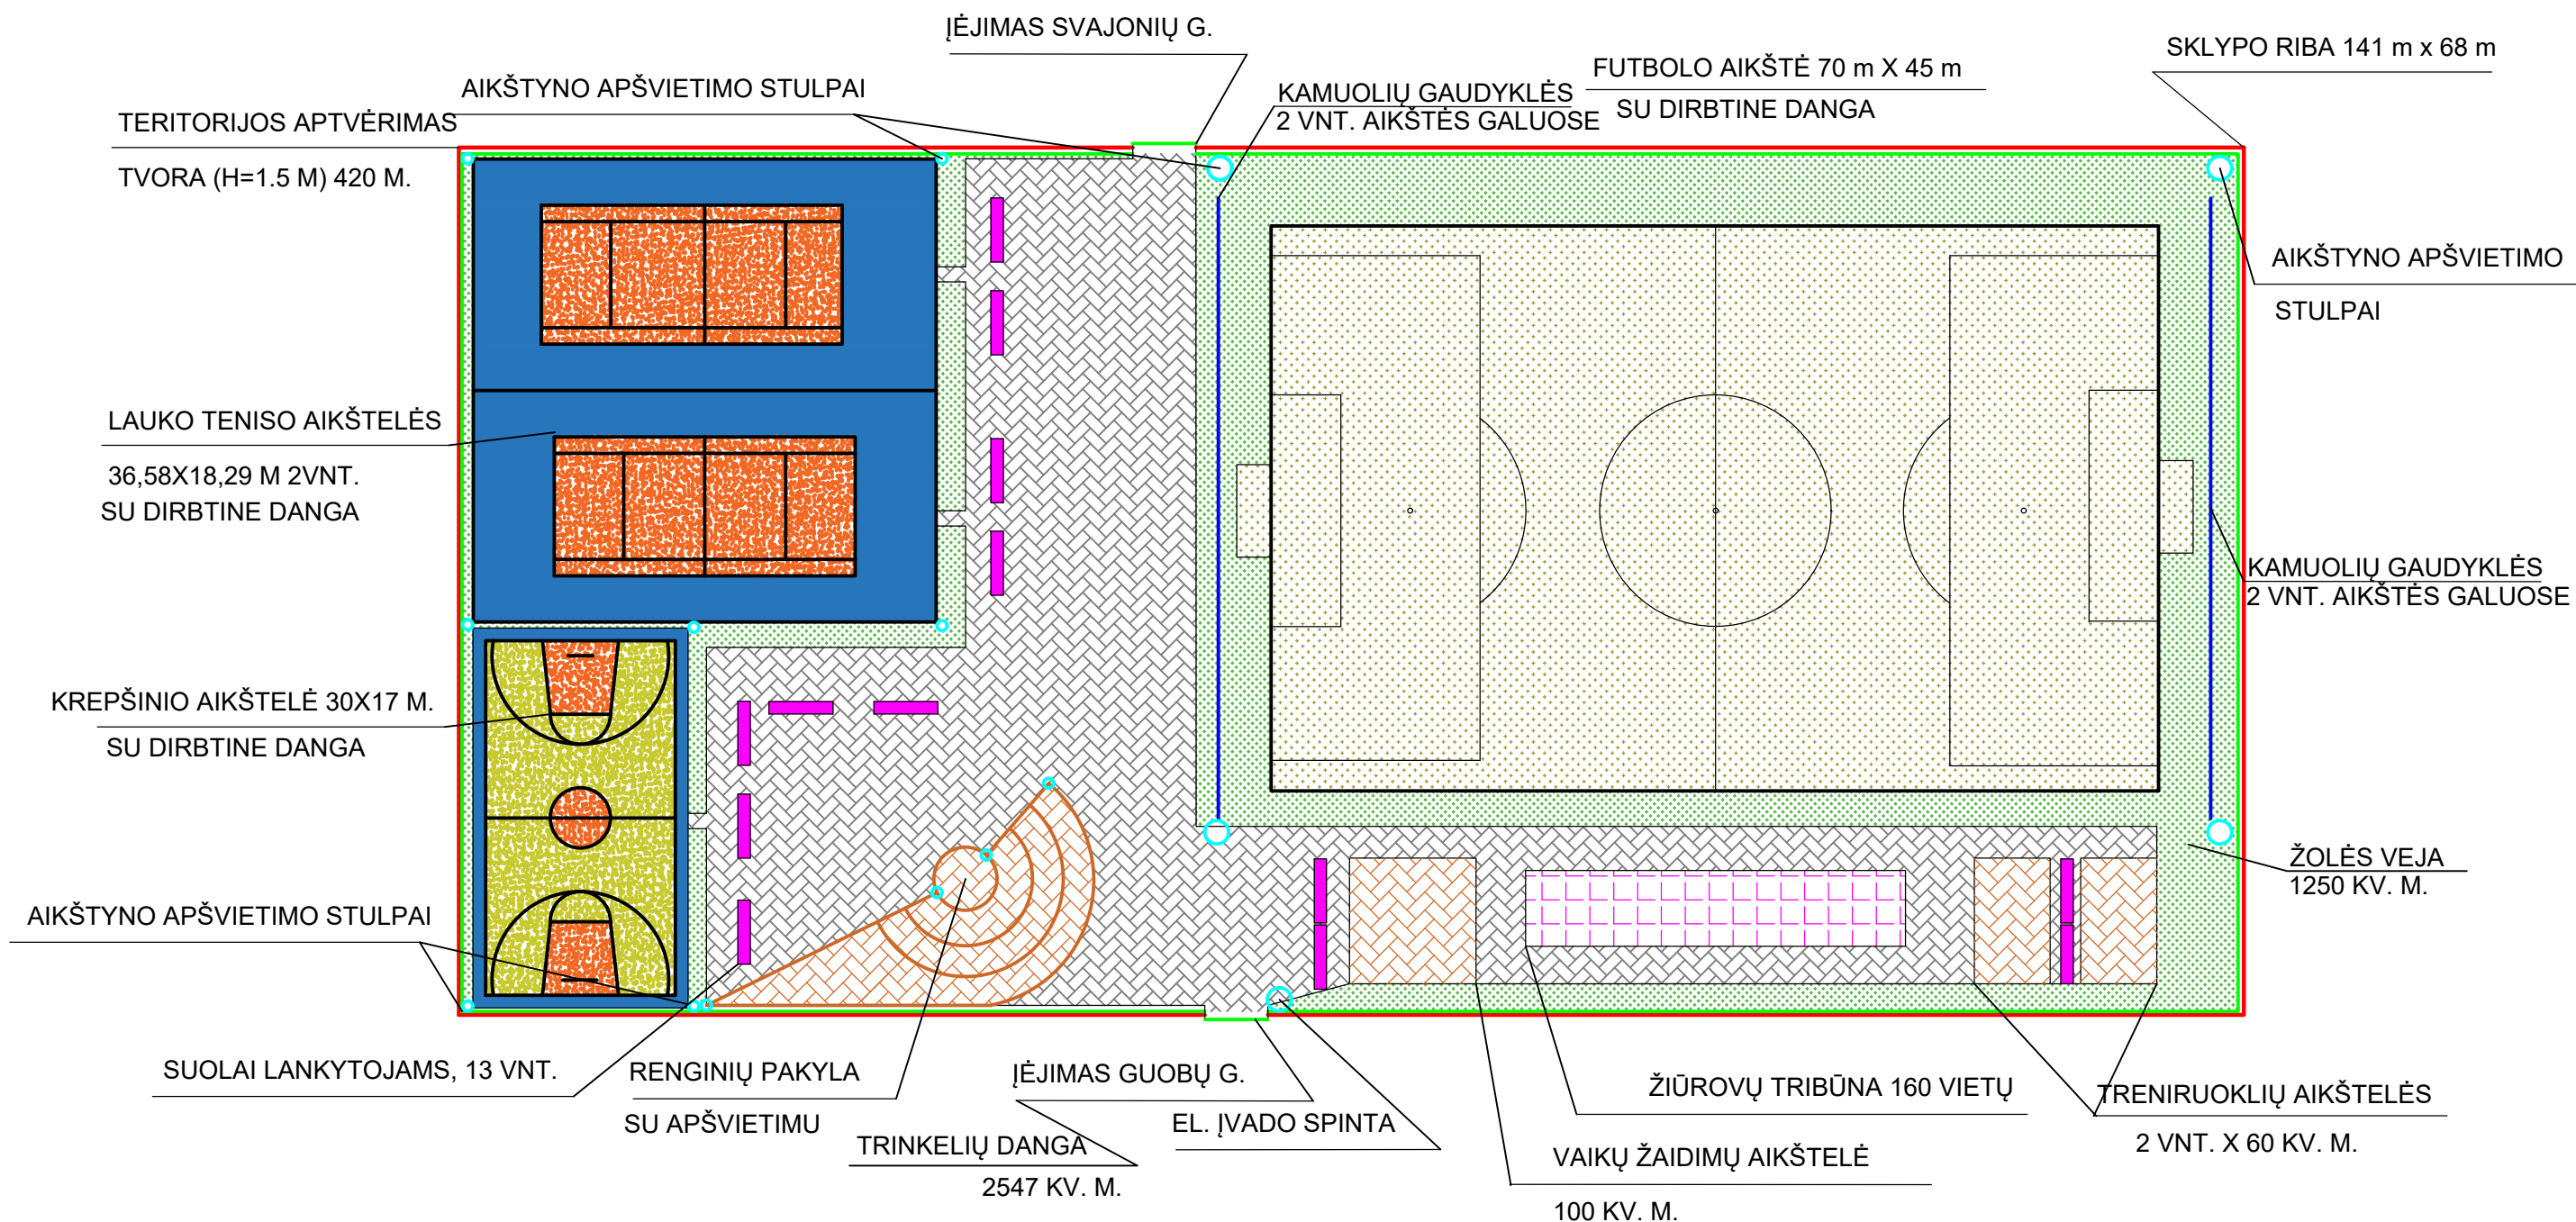 ĮĖJIMAS SVAJONIŲ G.
SKLYPO RIBA 141 m x 68 m
FUTBOLO AIKŠTĖ 70 m X 45 m
SU DIRBTINE DANGA
AIKŠTYNO APŠVIETIMO STULPAI
KAMUOLIŲ GAUDYKLĖS
2 VNT. AIKŠTĖS GALUOSE
TERITORIJOS APTVĖRIMAS
TVORA (H=1.5 M) 420 M.
AIKŠTYNO APŠVIETIMO
STULPAI
LAUKO TENISO AIKŠTELĖS
36,58X18,29 M 2VNT.
SU DIRBTINE DANGA
KAMUOLIŲ GAUDYKLĖS
2 VNT. AIKŠTĖS GALUOSE
KREPŠINIO AIKŠTELĖ 30X17 M.
SU DIRBTINE DANGA
ŽOLĖS VEJA
1250 KV. M.
AIKŠTYNO APŠVIETIMO STULPAI
SUOLAI LANKYTOJAMS, 13 VNT.
RENGINIŲ PAKYLA
SU APŠVIETIMU
ĮĖJIMAS GUOBŲ G.
EL. ĮVADO SPINTA
TRINKELIŲ DANGA
2547 KV. M.
ŽIŪROVŲ TRIBŪNA 160 VIETŲ
VAIKŲ ŽAIDIMŲ AIKŠTELĖ
100 KV. M.
TRENIRUOKLIŲ AIKŠTELĖS
2 VNT. X 60 KV. M.